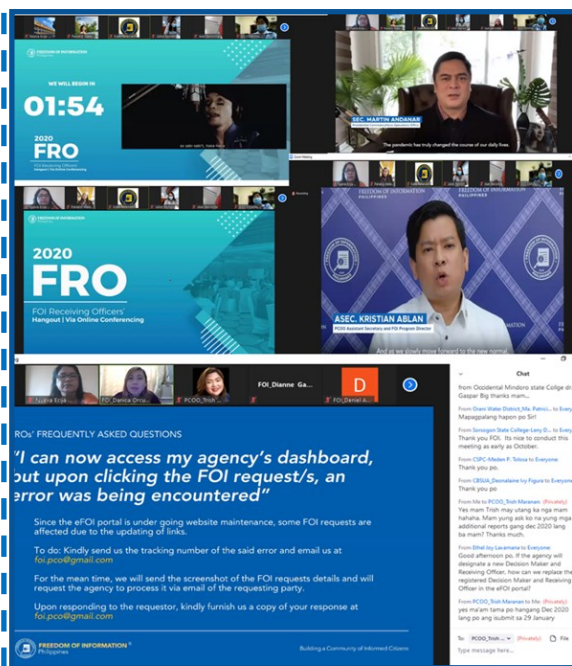 FREEDOM OF INFORMATION
Philippines
WE WILL BEGIN IN
01:54
2020
FRO
FOI Receiving Officers'
Hangout | Via Online Conferencing
SEC. MARTIN ANDANAR
The pandemic has truly changed the course of our daily lives.
FREEDOM OF INFORMATION
2020
FRO
FOI Receiving Officers'
Hangout | Via Online Conferencing
Recording
FREEDOM OF INFORMATION
PHILIPPINES
ASEC. KRISTIAN ABLAN
PCOO Assistant Secretary and FOI Program Director
And as we slowly move forward to the new normal,
FOI_Danica Orcu...
PCOO_Trish ...
FOI_Dianne Ga...
D
FOI_Daniel A...
ROs' FREQUENTLY ASKED QUESTIONS
"I can now access my agency's dashboard,
but upon clicking the FOI request/s, an
error was being encountered"
Since the eFOI portal is under going website maintenance, some FOI requests are
affected due to the updating of links.
To do: Kindly send us the tracking number of the said error and email us at
foi.pco@gmail.com
For the mean time, we will send the screenshot of the FOI requests details and will
request the agency to process it via email of the requesting party.
Upon responding to the requestor, kindly furnish us a copy of your response at
foi.pco@gmail.com
FREEDOM OF INFORMATION
Philippines
Building a Community of Informed Citizens
Chat
from Occidental Mindoro state Collge dr
Gaspar Big thanks mam...
From Orani Water District_Ma. Patrici... to Every
Mapagpalang hapon po Sir!
From Sorsogon State College-Leny D... to Every
Thank you FOI. Its nice to conduct this
meeting as early as October.
From CSPC-Meden P. Tolosa to Everyone:
Thank you po.
From CBSUA_Desmalaine Ivy Figura to Everyone
Thank you po
From Me to PCOO_Trish Maranan: (Privately)
Yes mam Trish may utang ka nga mam
hahaha. Mam yung ask ko na yung mga
additional reports gang dec 2020 lang
ba mam? Thanks much.
From Ethel Joy Lacamana to Everyone:
Good afternoon po. If the agency will
designate a new Decision Maker and
Receiving Officer, how can we replace the
registered Decision Maker and Receiving
Officer in the eFOI portal?
From PCOO_Trish Maranan to Me: (Privately)
yes ma'am tama po hangang Dec 2020
lang po ang isubmit sa 29 January
To: PCOO_Trish ... (Privately) File
Type message here...